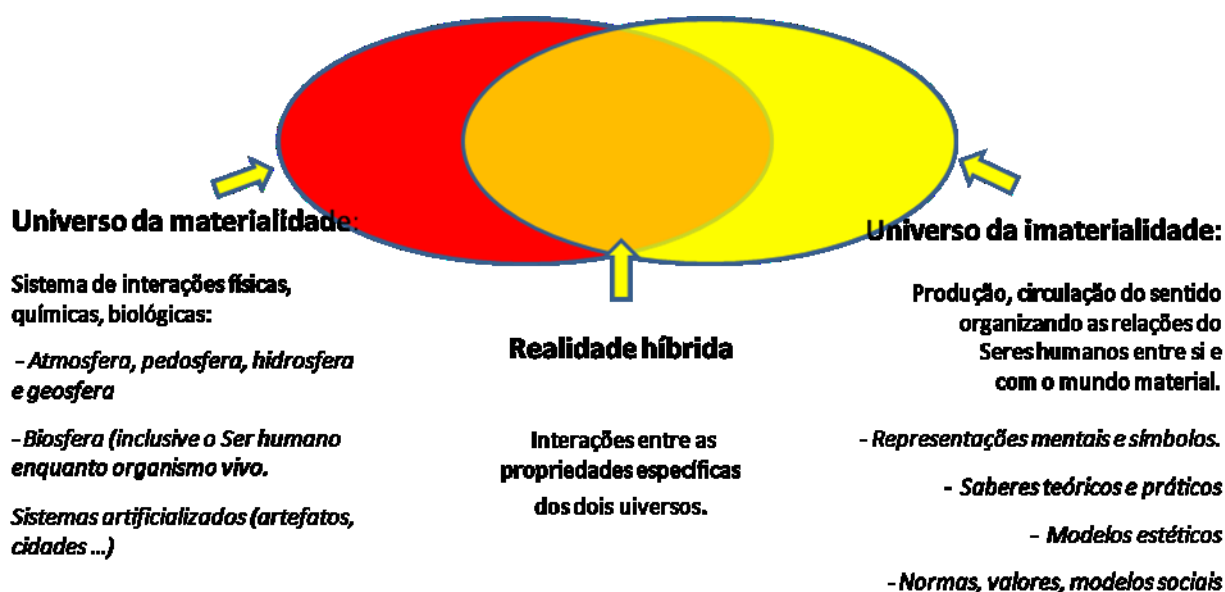 Universo da materialidade:
Sistema de interações físicas,
químicas, biológicas:
- Atmosfera, pedosfera, hidrosfera
e geosfera
- Biosfera (inclusive o Ser humano
enquanto organismo vivo.
Sistemas artificializados (artefatos,
cidades ...)
Realidade híbrida
Interações entre as
propriedades específicas
dos dois uiversos.
Universo da imaterialidade:
Produção, circulação do sentido
organizando as relações do
Seres humanos entre si e
com o mundo material.
- Representações mentais e símbolos.
- Saberes teóricos e práticos
- Modelos estéticos
- Normas, valores, modelos sociais